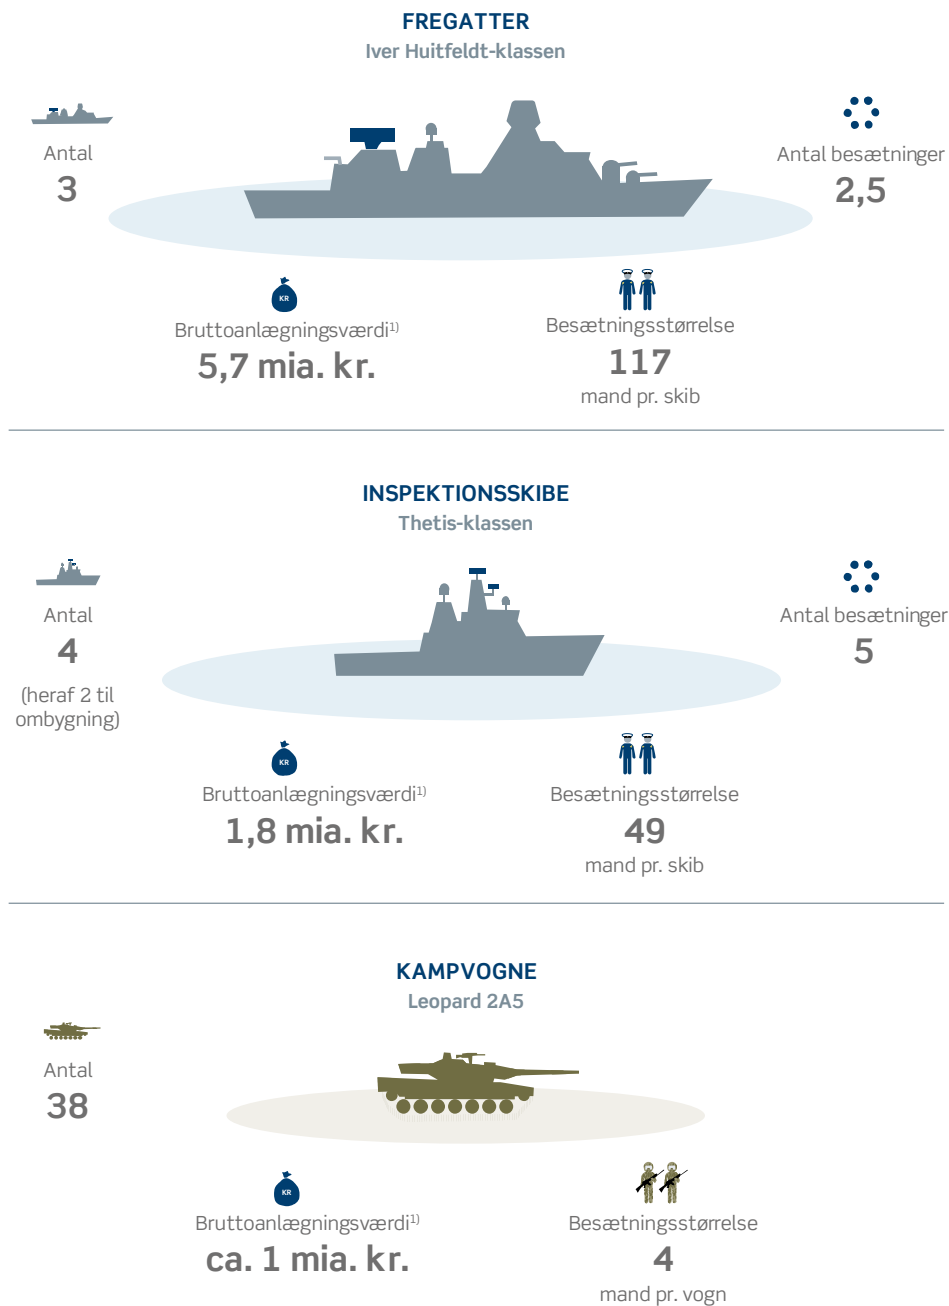 FREGATTER
Iver Huitfeldt-klassen
Antal
3
Antal besætninger
2,5
KR
Bruttoanlægningsværdi1)
5,7 mia. kr.
Besætningsstørrelse
117
mand pr. skib
INSPEKTIONSSKIBE
Thetis-klassen
Antal
4
(heraf 2 til
ombygning)
Antal besætninger
5
KR
Bruttoanlægningsværdi1)
1,8 mia. kr.
Besætningsstørrelse
49
mand pr. skib
KAMPVOGNE
Leopard 2A5
Antal
38
KR
Bruttoanlægningsværdi1)
ca. 1 mia. kr.
Besætningsstørrelse
4
mand pr. vogn